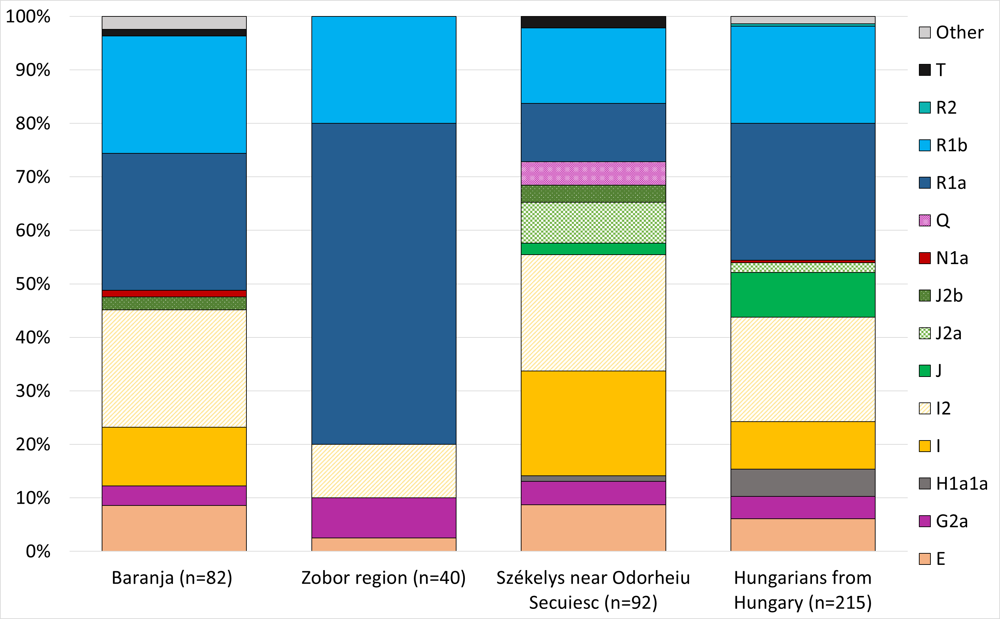 100%
90%
80%
70%
60%
50%
40%
30%
20%
10%
0%
Baranja (n=82)
Zobor region (n=40)
Székelys near Odorheiu
Secuiesc (n=92)
Hungarians from
Hungary (n=215)
Other
T
R2
R1b
R1a
Q
N1a
J2b
J2a
J
I2
I
H1a1a
G2a
E